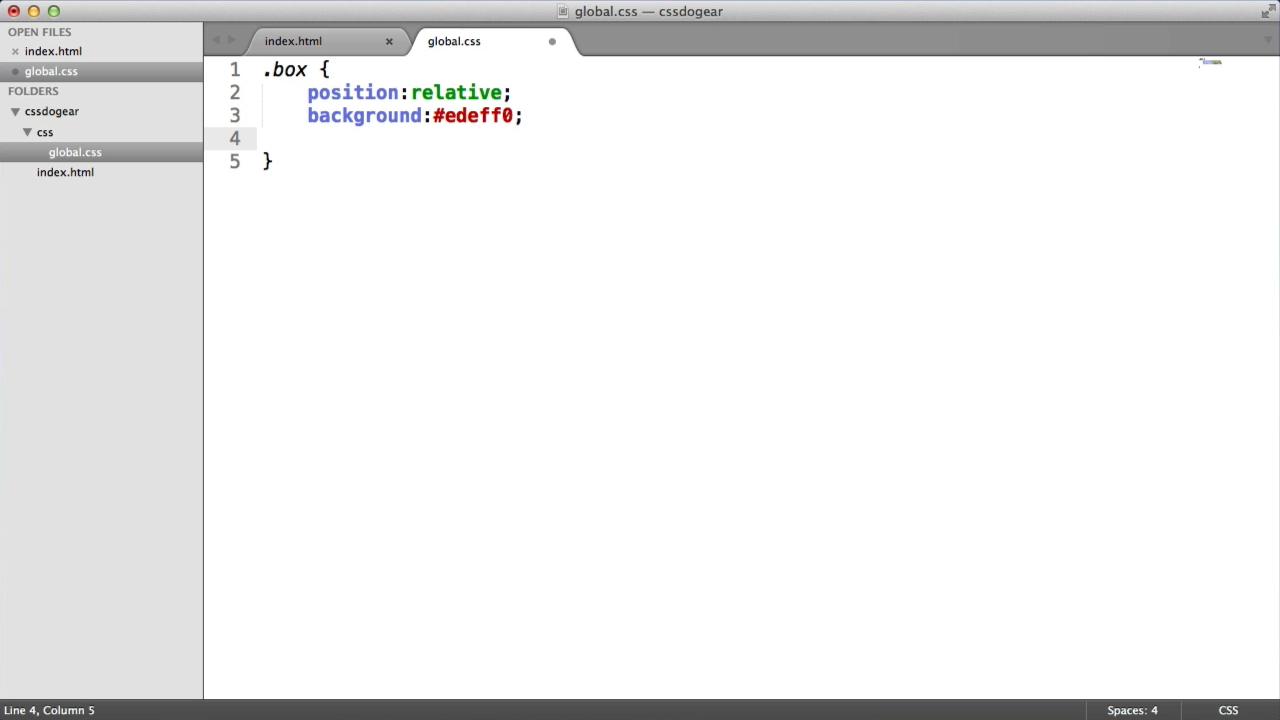 global.css — cssdogear
OPEN FILES
index.html
global.css
FOLDERS
cssdogear
css
global.css
index.html
index.html
global.css
1 .box {
2 position:relative;
3 background:#edeff0;
4
5 }
Line 4, Column 5
Spaces: 4
CSS